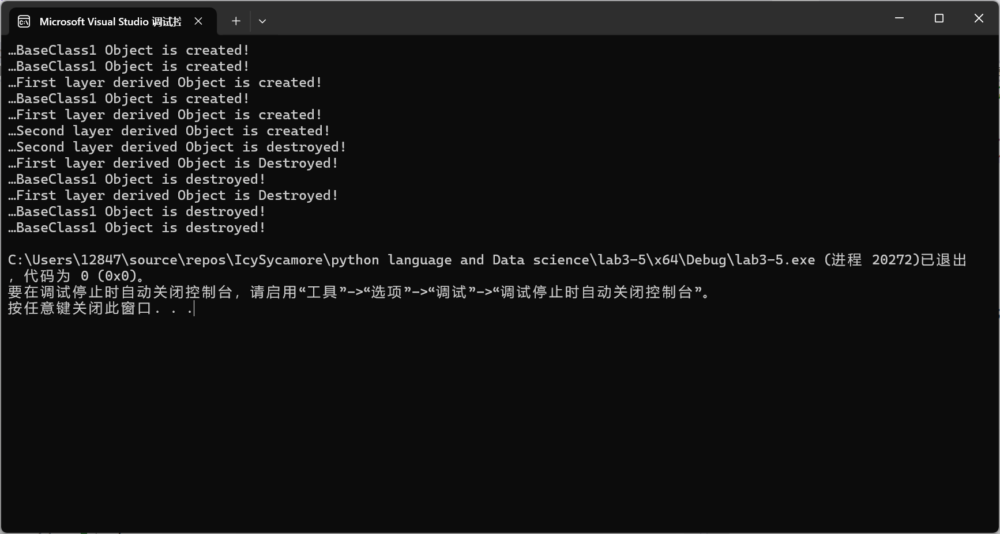 Microsoft Visual Studio 调试控
…BaseClass1 Object is created!
…BaseClass1 Object is created!
…First layer derived Object is created!
…BaseClass1 Object is created!
…First layer derived Object is created!
…Second layer derived Object is created!
…Second layer derived Object is destroyed!
…First layer derived Object is Destroyed!
…BaseClass1 Object is destroyed!
…First layer derived Object is Destroyed!
…BaseClass1 Object is destroyed!
…BaseClass1 Object is destroyed!
C:\Users\12847\source\repos\IcySycamore\python language and Data science\lab3-5\x64\Debug\lab3-5.exe (进程 20272)已退出
，代码为 0 (0x0)。
要在调试停止时自动关闭控制台，请启用“工具”->“选项”->“调试”->“调试停止时自动关闭控制台”。
按任意键关闭此窗口. . .